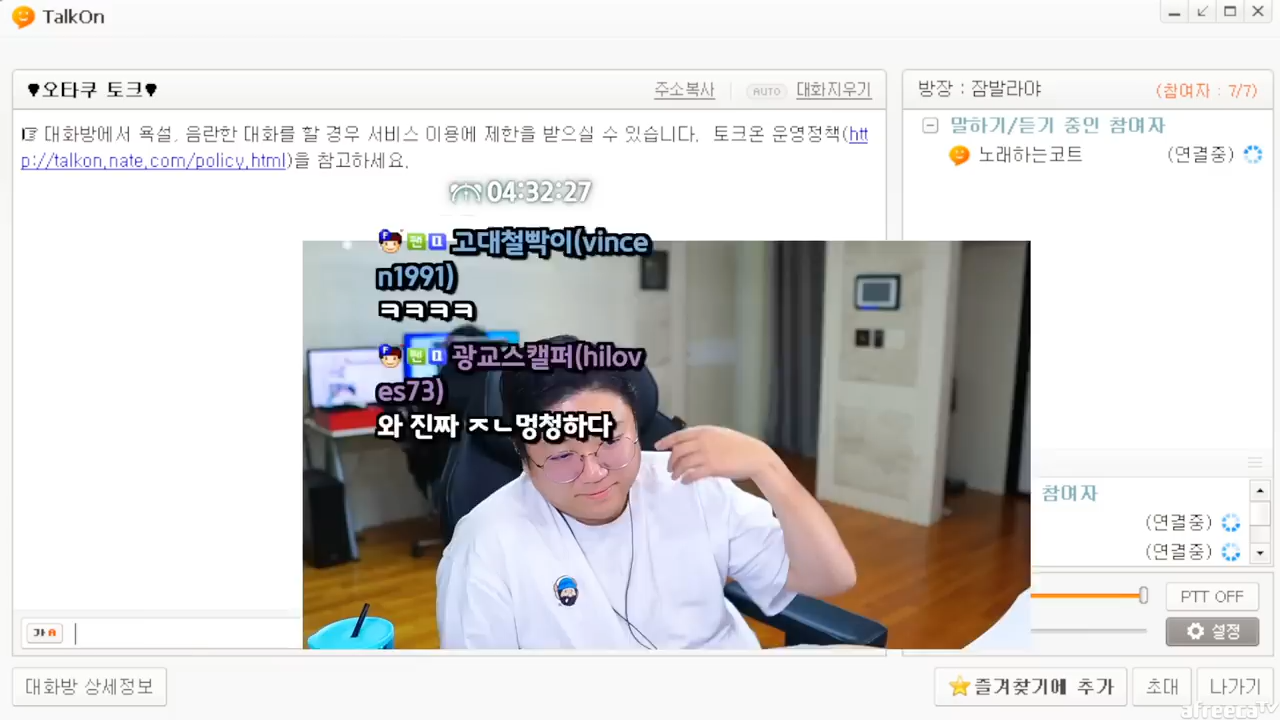 TalkOn
♥오타쿠 토크♥
주소복사
AUTO
대화지우기
방장 : 잠발라야
(참여자 : 7/7)
☞ 대화방에서 욕설, 음란한 대화를 할 경우 서비스 이용에 제한을 받으실 수 있습니다. 토크온 운영정책(htt
p://talkon.nate.com/policy.html)을 참고하세요.
말하기/듣기 중인 참여자
노래하는코트
(연결중)
04:32:27
F 팬 고대철빡이(vince
n1991)
ㅋㅋㅋㅋ
F 팬 광교스캘퍼(hilov
es73)
와 진짜 ㅈㄴ멍청하다
참여자
(연결중)
(연결중)
PTT OFF
가A
설정
대화방 상세정보
즐겨찾기에 추가
초대
나가기
afreecaTV